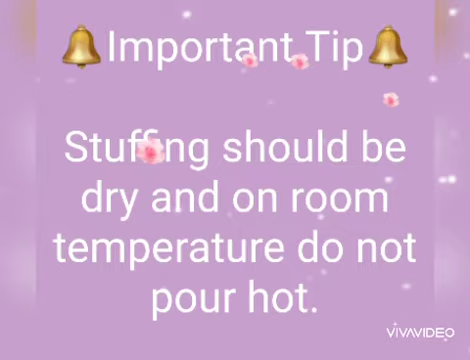 🔔Important Tip🔔
Stuffing should be
dry and on room
temperature do not
pour hot.
VIVAVIDEO